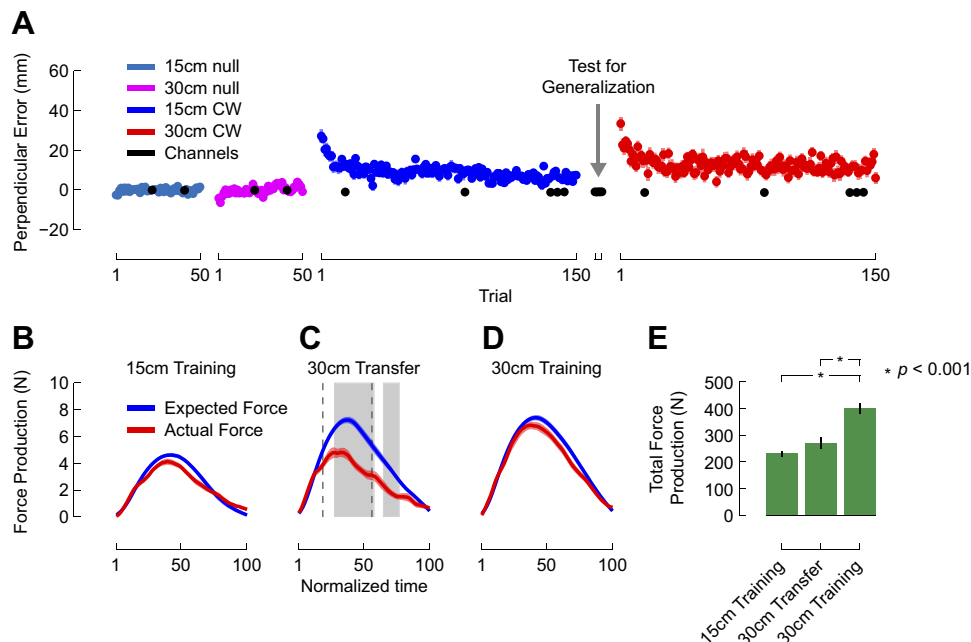 A
Perpendicular Error (mm)
60
40
20
0
−20
15cm null
30cm null
15cm CW
30cm CW
Channels
Test for
Generalization
1
50
1
50
1
150
1
150
Trial
B
15cm Training
Force Production (N)
10
8
6
4
2
0
Expected Force
Actual Force
1
50
100
C
30cm Transfer
1
50
100
Normalized time
D
30cm Training
1
50
100
E
* p < 0.001
*
*
Total Force
Production (N)
500
400
300
200
100
0
15cm Training
30cm Transfer
30cm Training